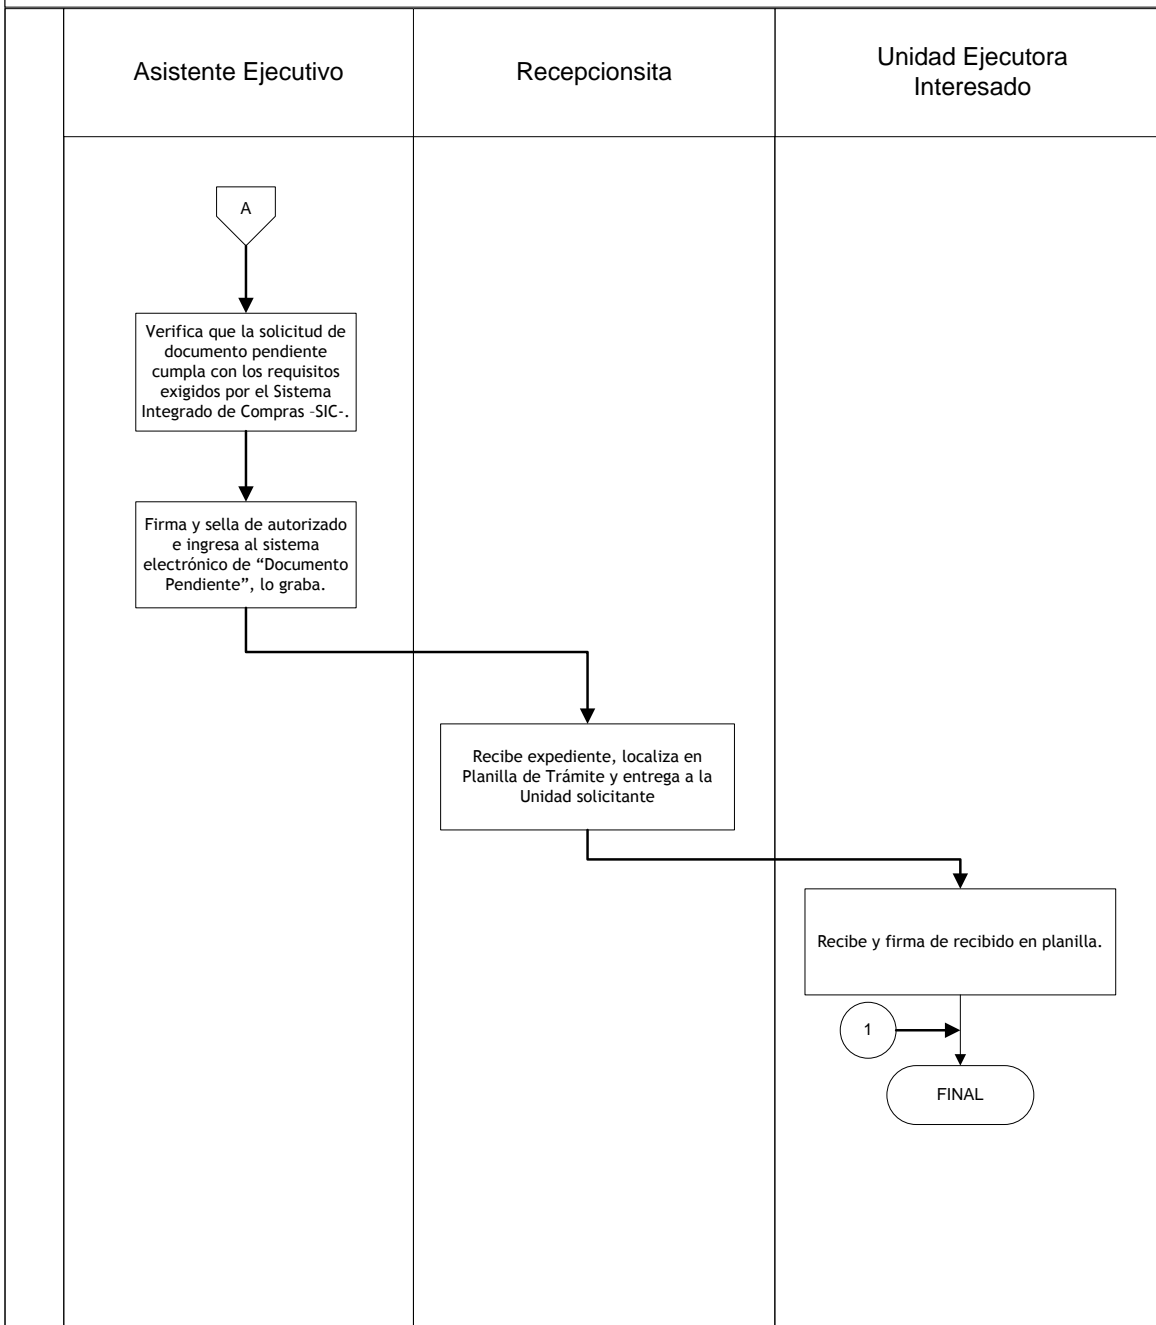 Asistente Ejecutivo
Recepcionsita
Unidad Ejecutora
Interesado
A
Verifica que la solicitud de
documento pendiente
cumpla con los requisitos
exigidos por el Sistema
Integrado de Compras –SIC-.
Firma y sella de autorizado
e ingresa al sistema
electrónico de “Documento
Pendiente”, lo graba.
Recibe expediente, localiza en
Planilla de Trámite y entrega a la
Unidad solicitante
Recibe y firma de recibido en planilla.
1
FINAL